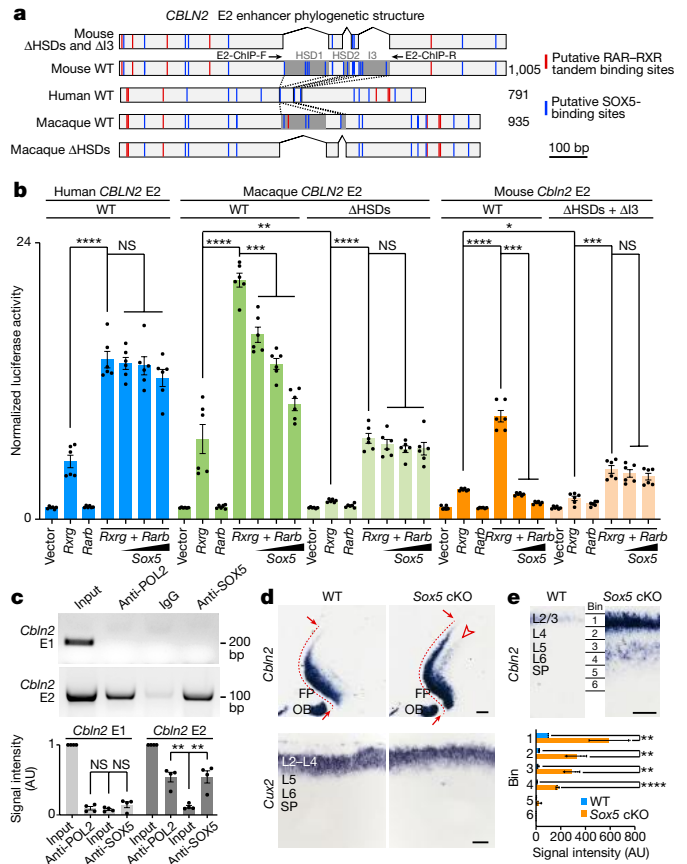 a
CBLN2 E2 enhancer phylogenetic structure
Mouse
ΔHSDs and ΔI3
E2-ChIP-F
HSD1
HSD2
I3
E2-ChIP-R
Mouse WT
1,005
Human WT
791
Macaque WT
935
Macaque ΔHSDs
Putative RAR–RXR
tandem binding sites
Putative SOX5-
binding sites
100 bp
b
Human CBLN2 E2
Macaque CBLN2 E2
Mouse Cbln2 E2
WT
WT
ΔHSDs
WT
ΔHSDs + ΔI3
**
*
**** NS
**** ***
**** NS
**** ***
*** NS
24
Normalized luciferase activity
0
Vector
Rxrg
Rarb
Rxrg + Rarb
Sox5
Vector
Rxrg
Rarb
Rxrg + Rarb
Sox5
Vector
Rxrg
Rarb
Rxrg + Rarb
Sox5
Vector
Rxrg
Rarb
Rxrg + Rarb
Sox5
Vector
Rxrg
Rarb
Rxrg + Rarb
Sox5
c
Input
Anti-POL2
IgG
Anti-SOX5
Cbln2
E1
200
bp
Cbln2
E2
100
bp
Cbln2 E1
Cbln2 E2
Signal intensity
(AU)
1.0
0.5
0
NS NS
** **
Input
Anti-POL2
Input
Anti-SOX5
Input
Anti-POL2
Input
Anti-SOX5
d
WT
Sox5 cKO
Cbln2
FP
OB
FP
OB
Cux2
L2–L4
L5
L6
SP
e
WT
Bin
Sox5 cKO
Cbln2
L2/3
L4
L5
L6
SP
1
2
3
4
5
6
Bin
1
2
3
4
5
6
**
**
**
****
WT
Sox5 cKO
0 200 400 600 800
Signal intensity (AU)